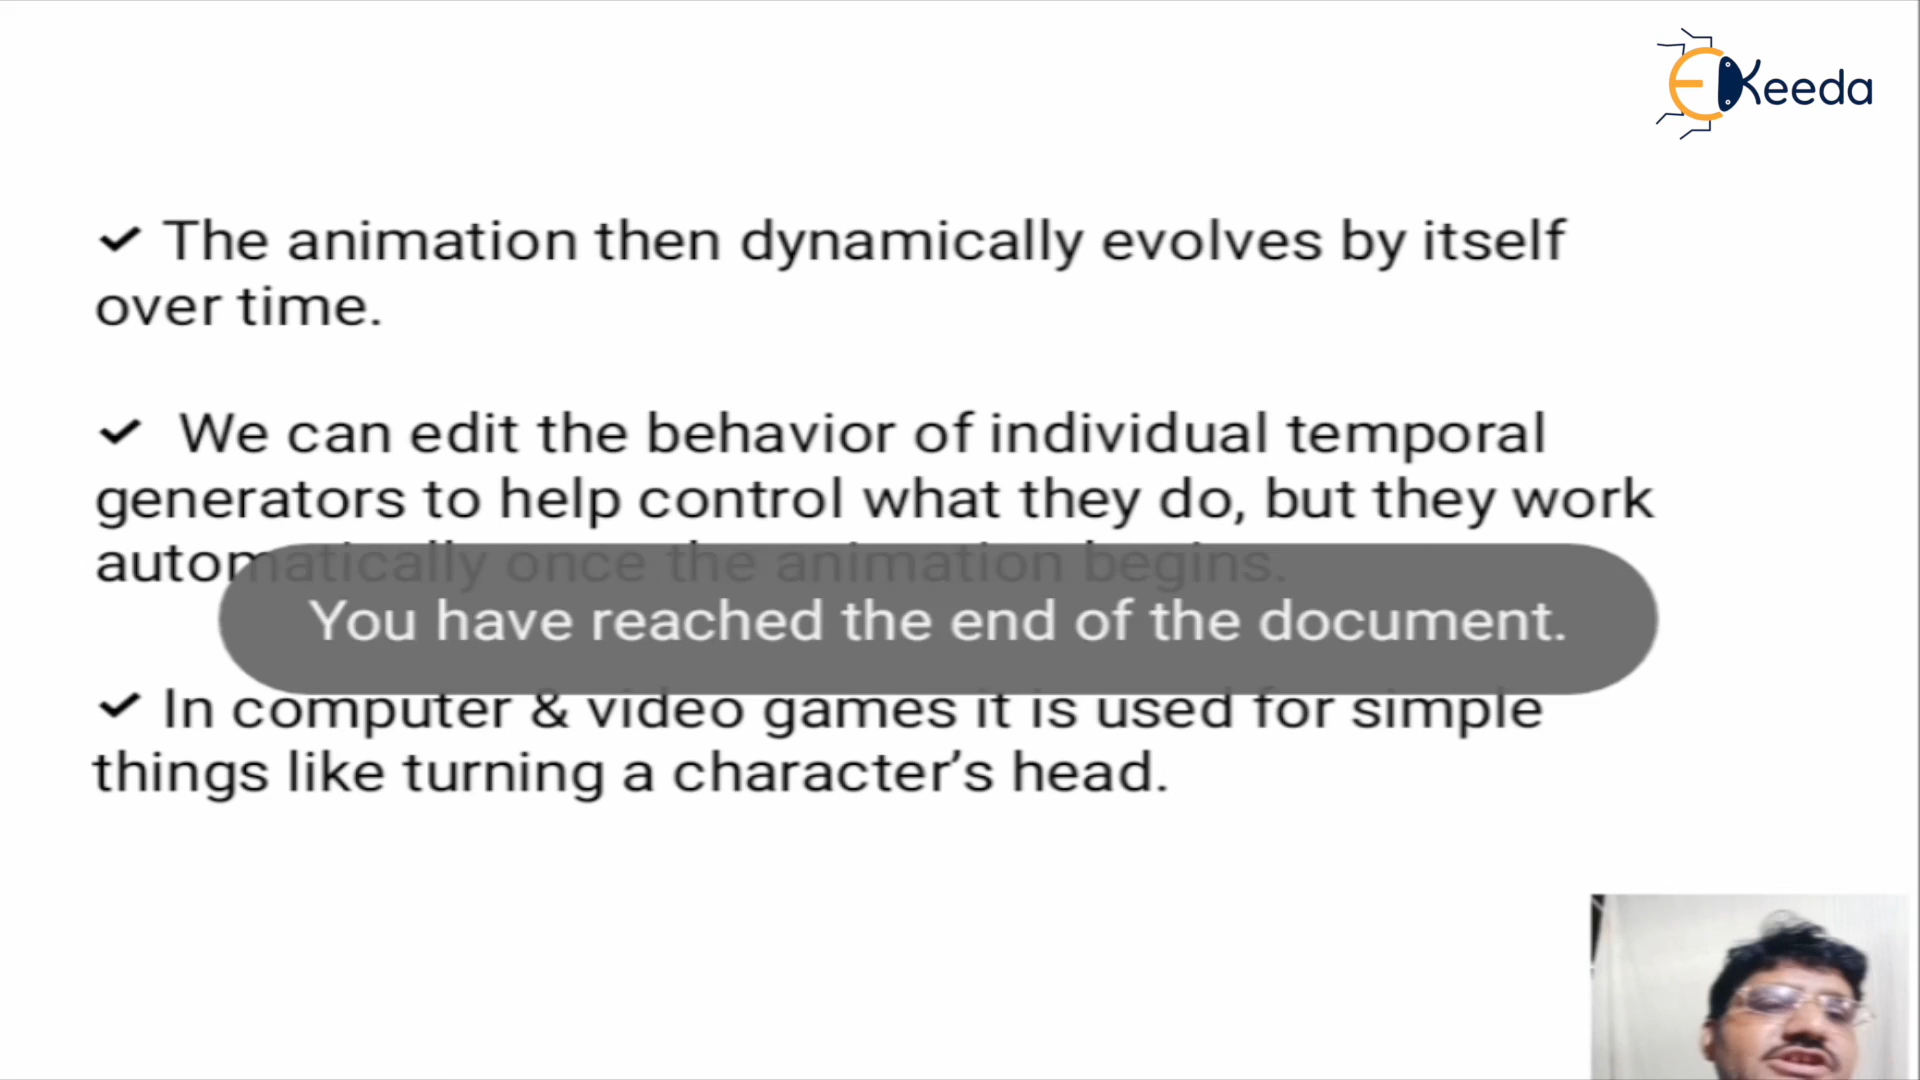 EKeeda
✔ The animation then dynamically evolves by itself
over time.
✔ We can edit the behavior of individual temporal
generators to help control what they do, but they work
automatically once the animation begins.
You have reached the end of the document.
✔ In computer & video games it is used for simple
things like turning a character’s head.